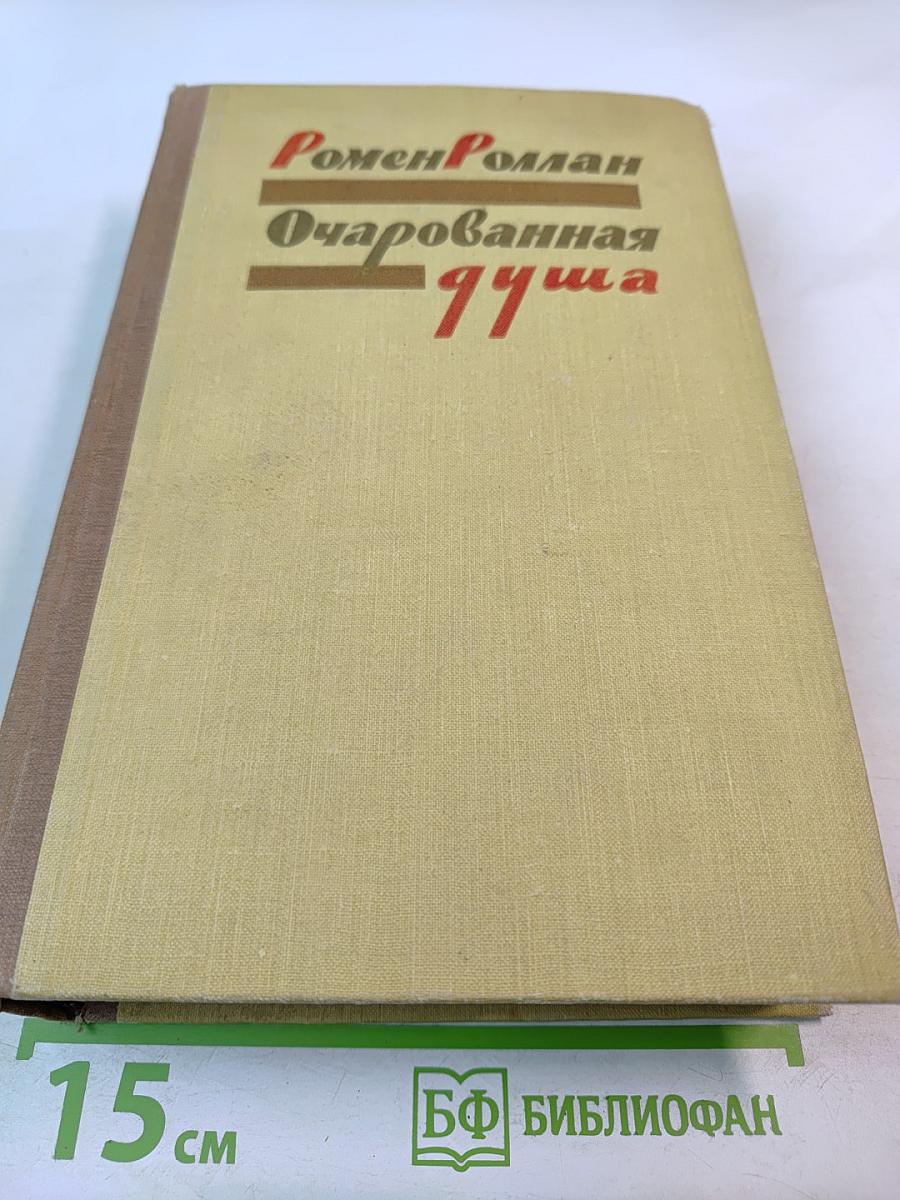 Ромен Роллан
Очарованная
душа
15 см
БФ БИБЛИОФАН